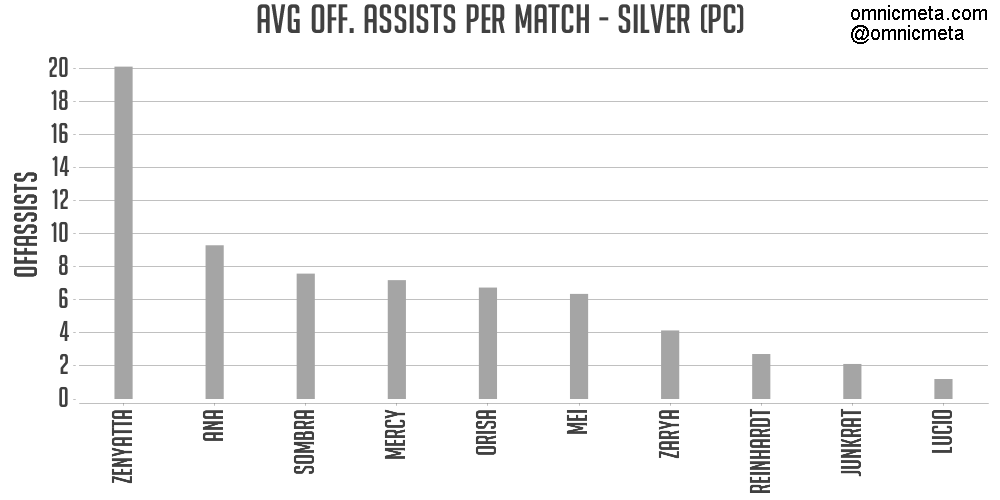 AVG OFF. ASSISTS PER MATCH - SILVER (PC)
omnicmeta.com
@omnicmeta
OFFASSISTS
20
18
16
14
12
10
8
6
4
2
0
ZENYATTA
ANA
SOMBRA
MERCY
ORISA
MEI
ZARYA
REINHARDT
JUNKRAT
LUCIO